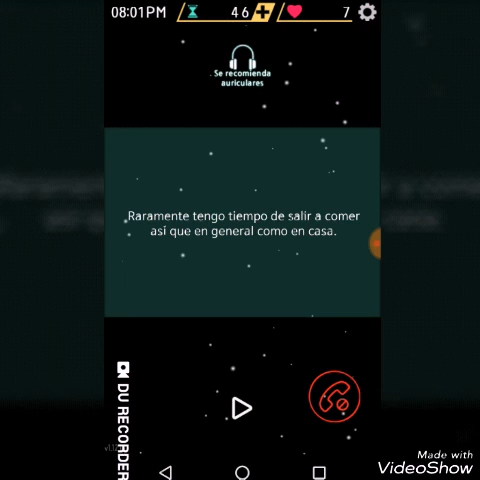 08:01PM 46 7
Se recomienda
auriculares
Raramente tengo tiempo de salir a comer
así que en general como en casa.
DU RECORDER
Made with
VideoShow